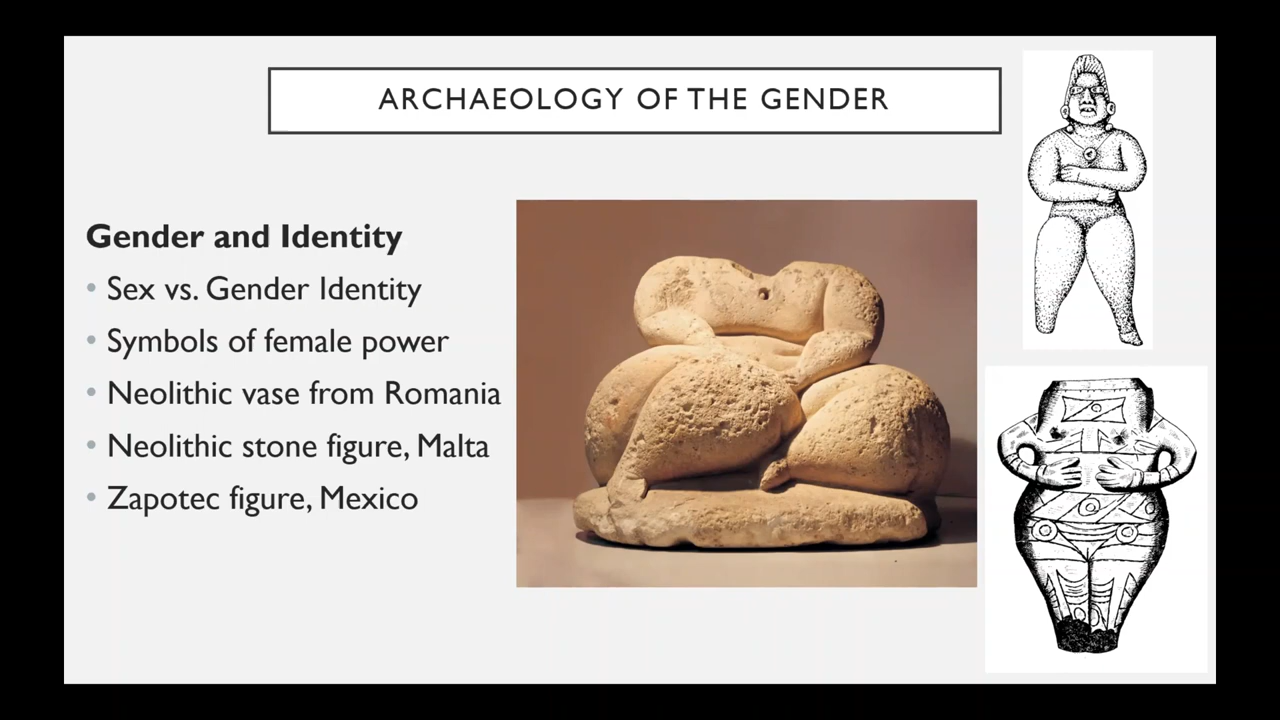 ARCHAEOLOGY OF THE GENDER
Gender and Identity
• Sex vs. Gender Identity
• Symbols of female power
• Neolithic vase from Romania
• Neolithic stone figure, Malta
• Zapotec figure, Mexico